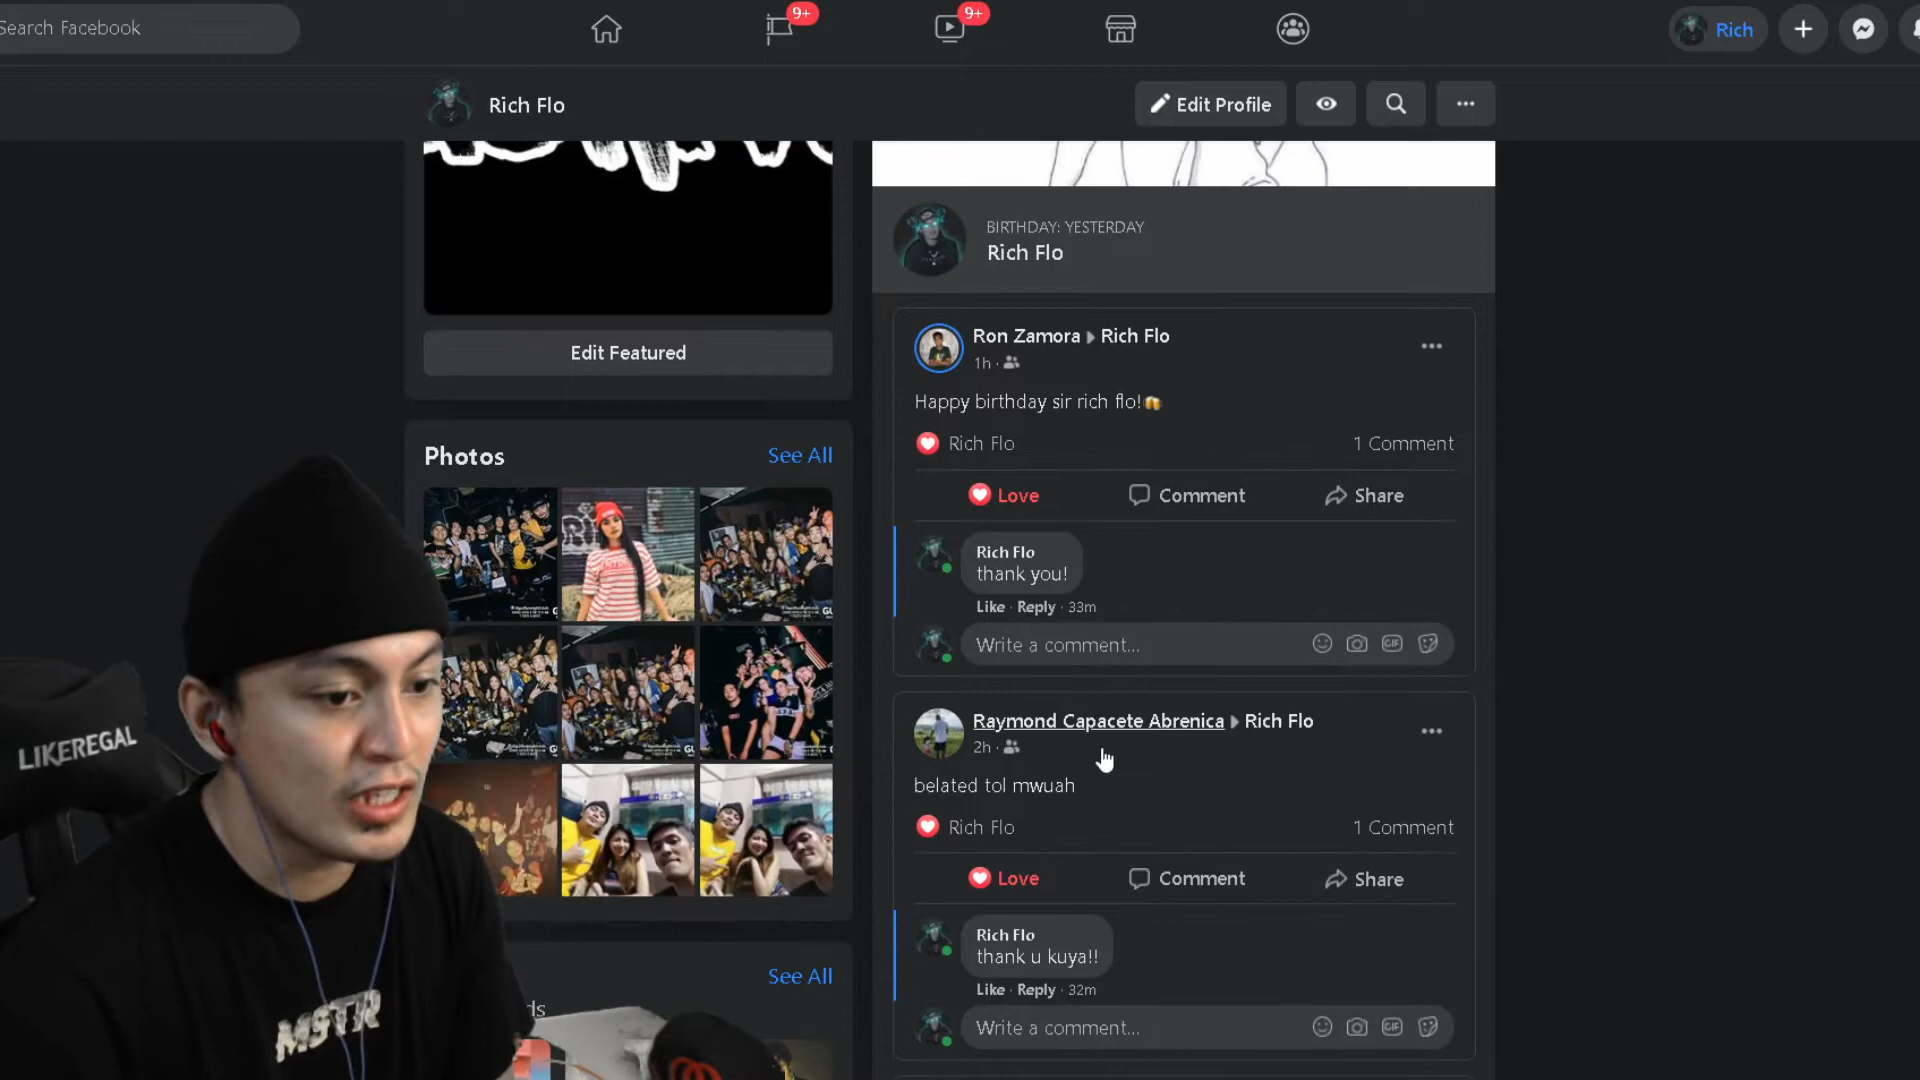 Search Facebook
9+
9+
Rich
Rich Flo
Edit Profile
BIRTHDAY: YESTERDAY
Rich Flo
Edit Featured
Ron Zamora Rich Flo
1h ·
Happy birthday sir rich flo!🍻
Rich Flo
1 Comment
Love
Comment
Share
Rich Flo
thank you!
Like · Reply · 33m
Write a comment...
GIF
Photos
See All
Raymond Capacete Abrenica Rich Flo
2h ·
belated tol mwuah
Rich Flo
1 Comment
Love
Comment
Share
Rich Flo
thank u kuya!!
Like · Reply · 32m
Write a comment...
GIF
See All
LIKEREGAL
MSTR